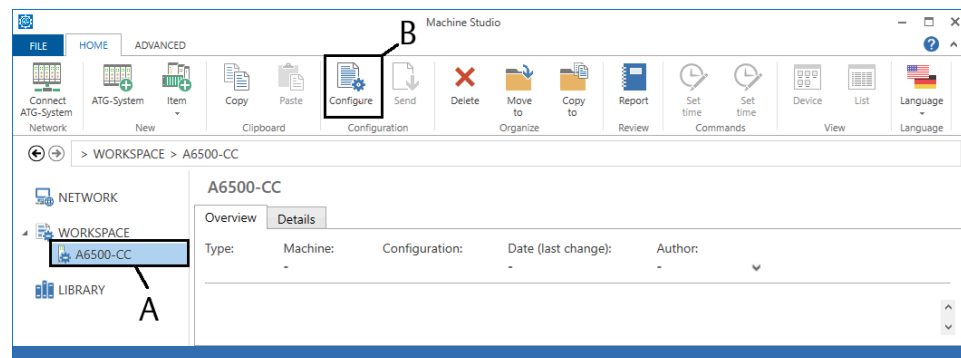 Machine Studio
B
FILE HOME ADVANCED
Connect ATG-System Item Copy Paste Configure Send Delete Move Copy Report Set Set Device List Language
ATG-System to to time time
Network New Clipboard Configuration Organize Review Commands View Language
> WORKSPACE > A6500-CC
NETWORK
WORKSPACE
A6500-CC
LIBRARY
A
A6500-CC
Overview Details
Type: Machine: Configuration: Date (last change): Author:
- - -